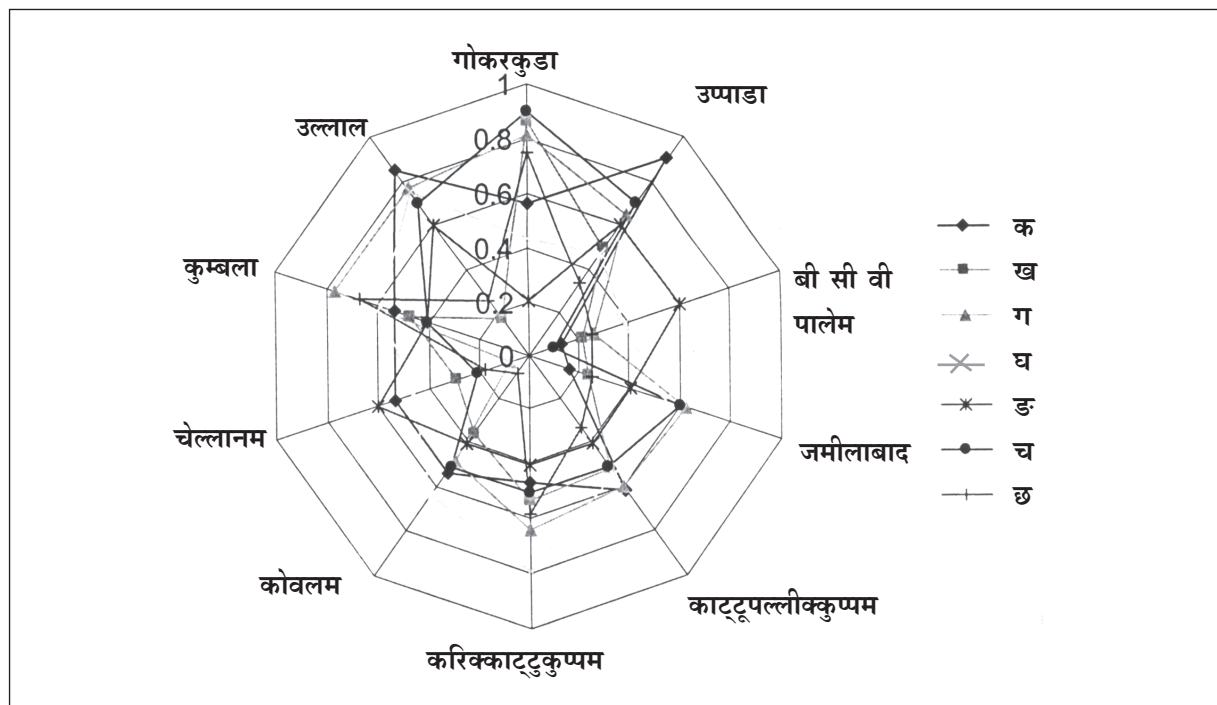 गोकरकुडा
उप्पाडा
बी सी वी
पालेम
जमीलाबाद
काट्टूपल्लीक्कुप्पम
करिक्काट्टुकुप्पम
कोवलम
चेल्लानम
कुम्बला
उल्लाल
1
0.8
0.6
0.4
0.2
0
क
ख
ग
घ
ङ
च
छ